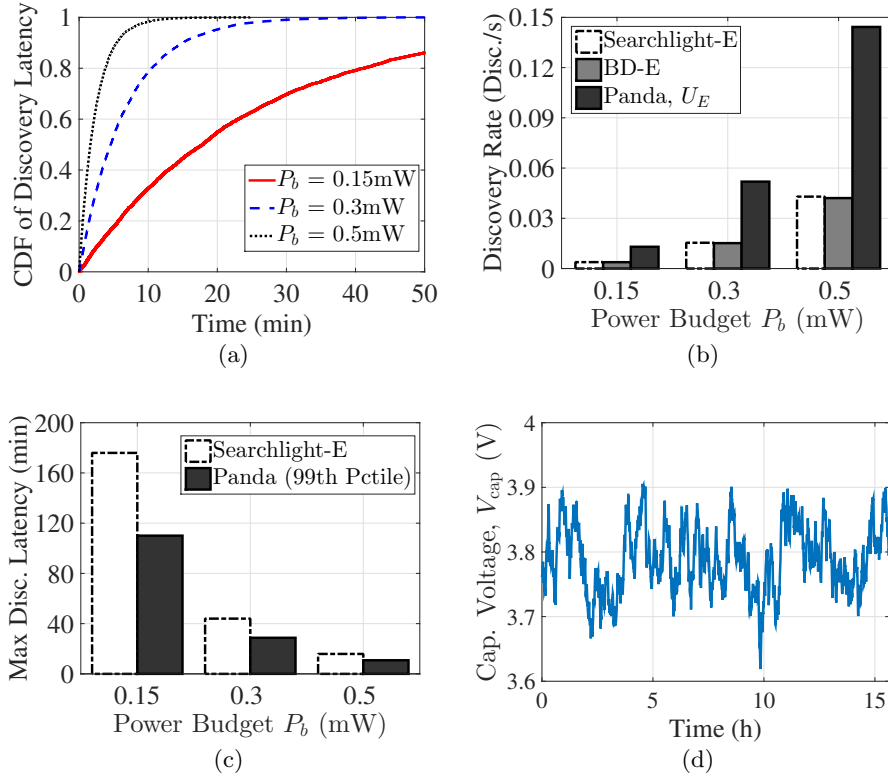 CDF of Discovery Latency
1
0.8
0.6
0.4
0.2
0
P_b = 0.15mW
P_b = 0.3mW
P_b = 0.5mW
0 10 20 30 40 50
Time (min)
(a)
Discovery Rate (Disc./s)
0.15
0.12
0.09
0.06
0.03
0
Searchlight-E
BD-E
Panda, U_E
0.15 0.3 0.5
Power Budget P_b (mW)
(b)
Max Disc. Latency (min)
200
160
120
80
40
0
Searchlight-E
Panda (99th Pctile)
0.15 0.3 0.5
Power Budget P_b (mW)
(c)
Cap. Voltage, V_cap (V)
4
3.9
3.8
3.7
3.6
0 5 10 15
Time (h)
(d)